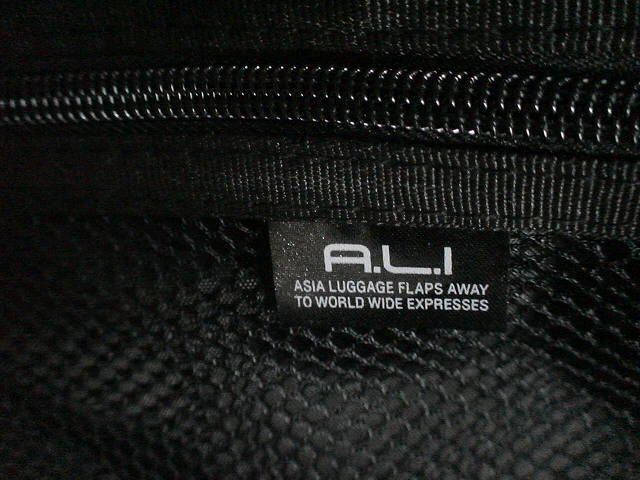 A.L.I
ASIA LUGGAGE FLAPS AWAY
TO WORLD WIDE EXPRESSES